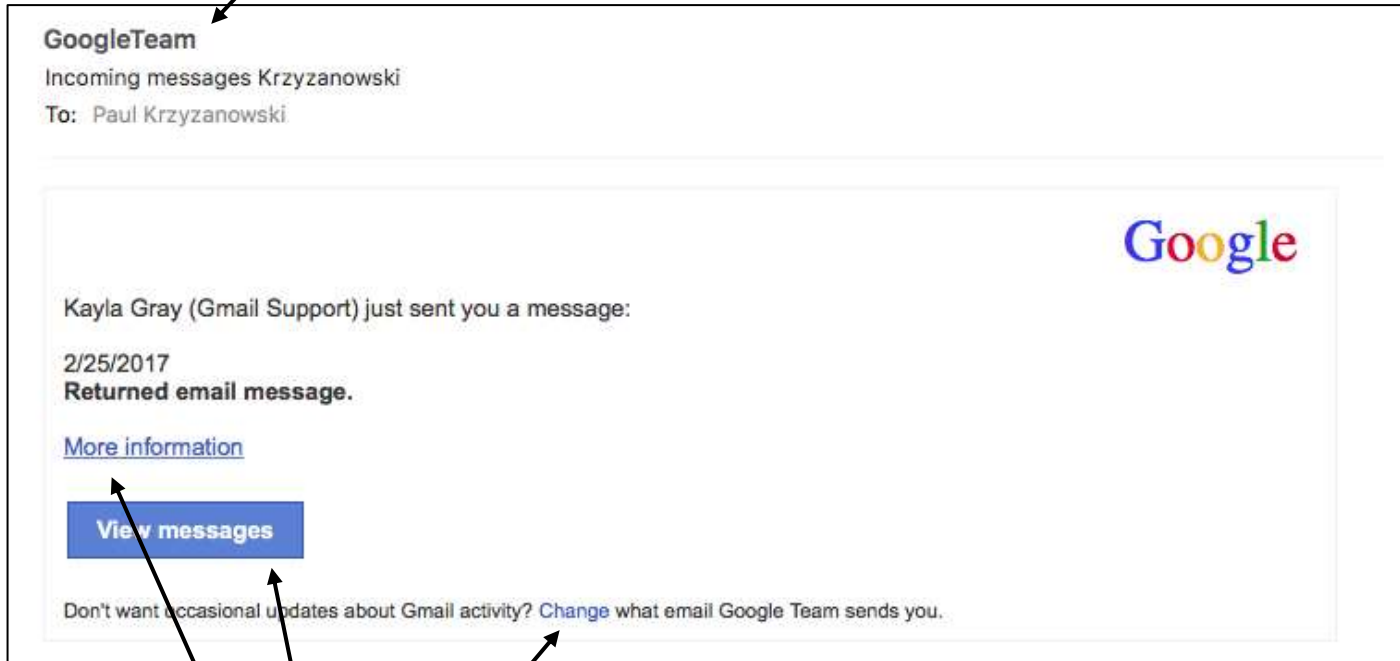 GoogleTeam
Incoming messages Krzyzanowski
To: Paul Krzyzanowski
Google
Kayla Gray (Gmail Support) just sent you a message:
2/25/2017
Returned email message.
More information
View messages
Don't want occasional updates about Gmail activity? Change what email Google Team sends you.